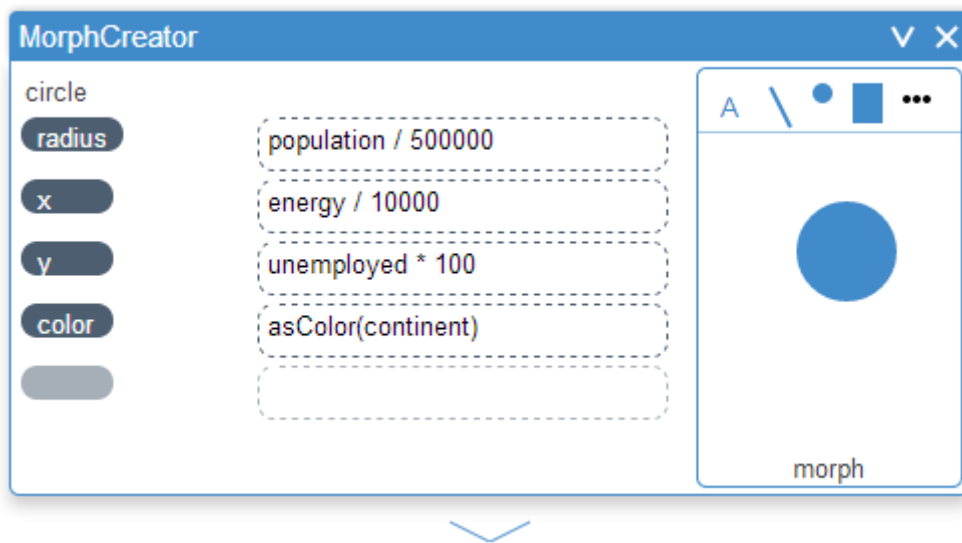 MorphCreator
circle
radius
population / 500000
x
energy / 10000
y
unemployed * 100
color
asColor(continent)
A
morph